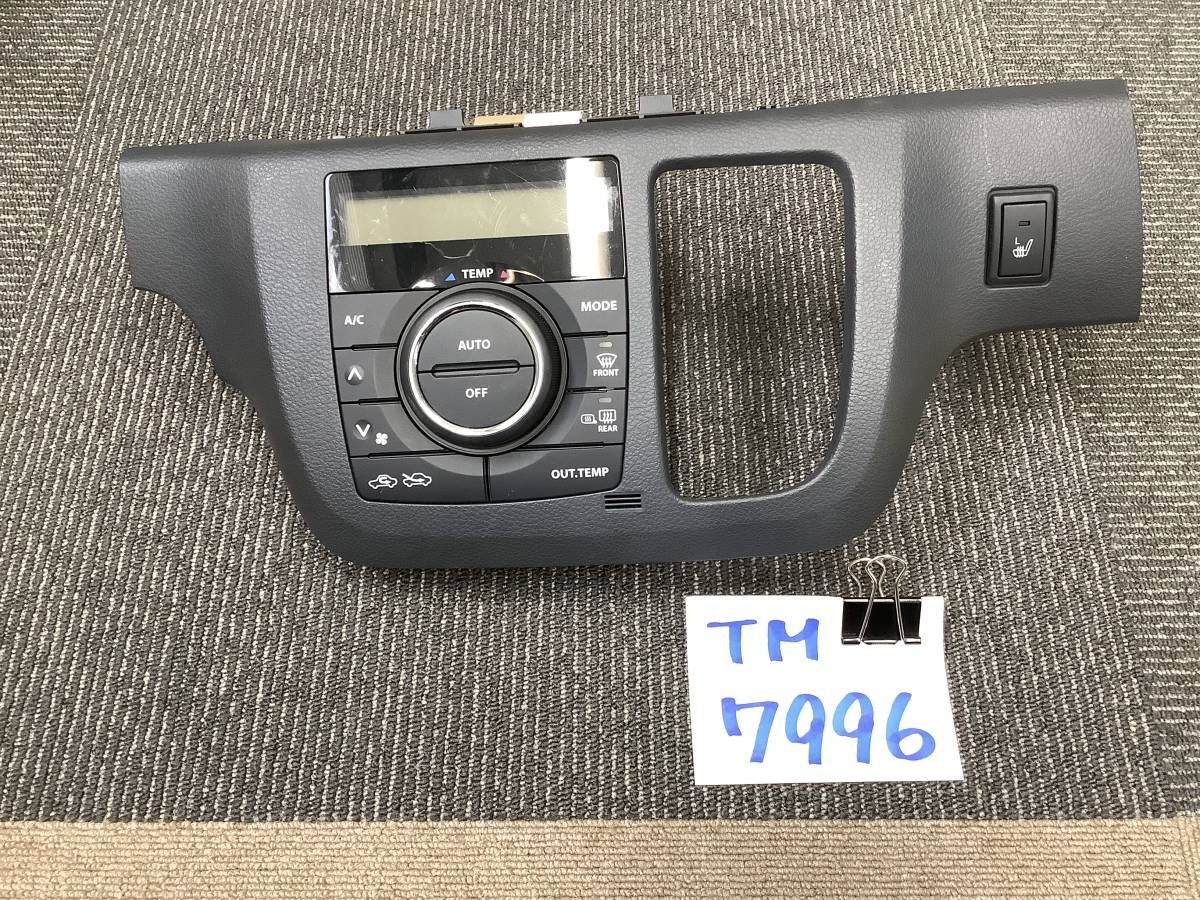 TEMP
A/C
MODE
AUTO
OFF
FRONT
REAR
OUT.TEMP
L
TM
7996